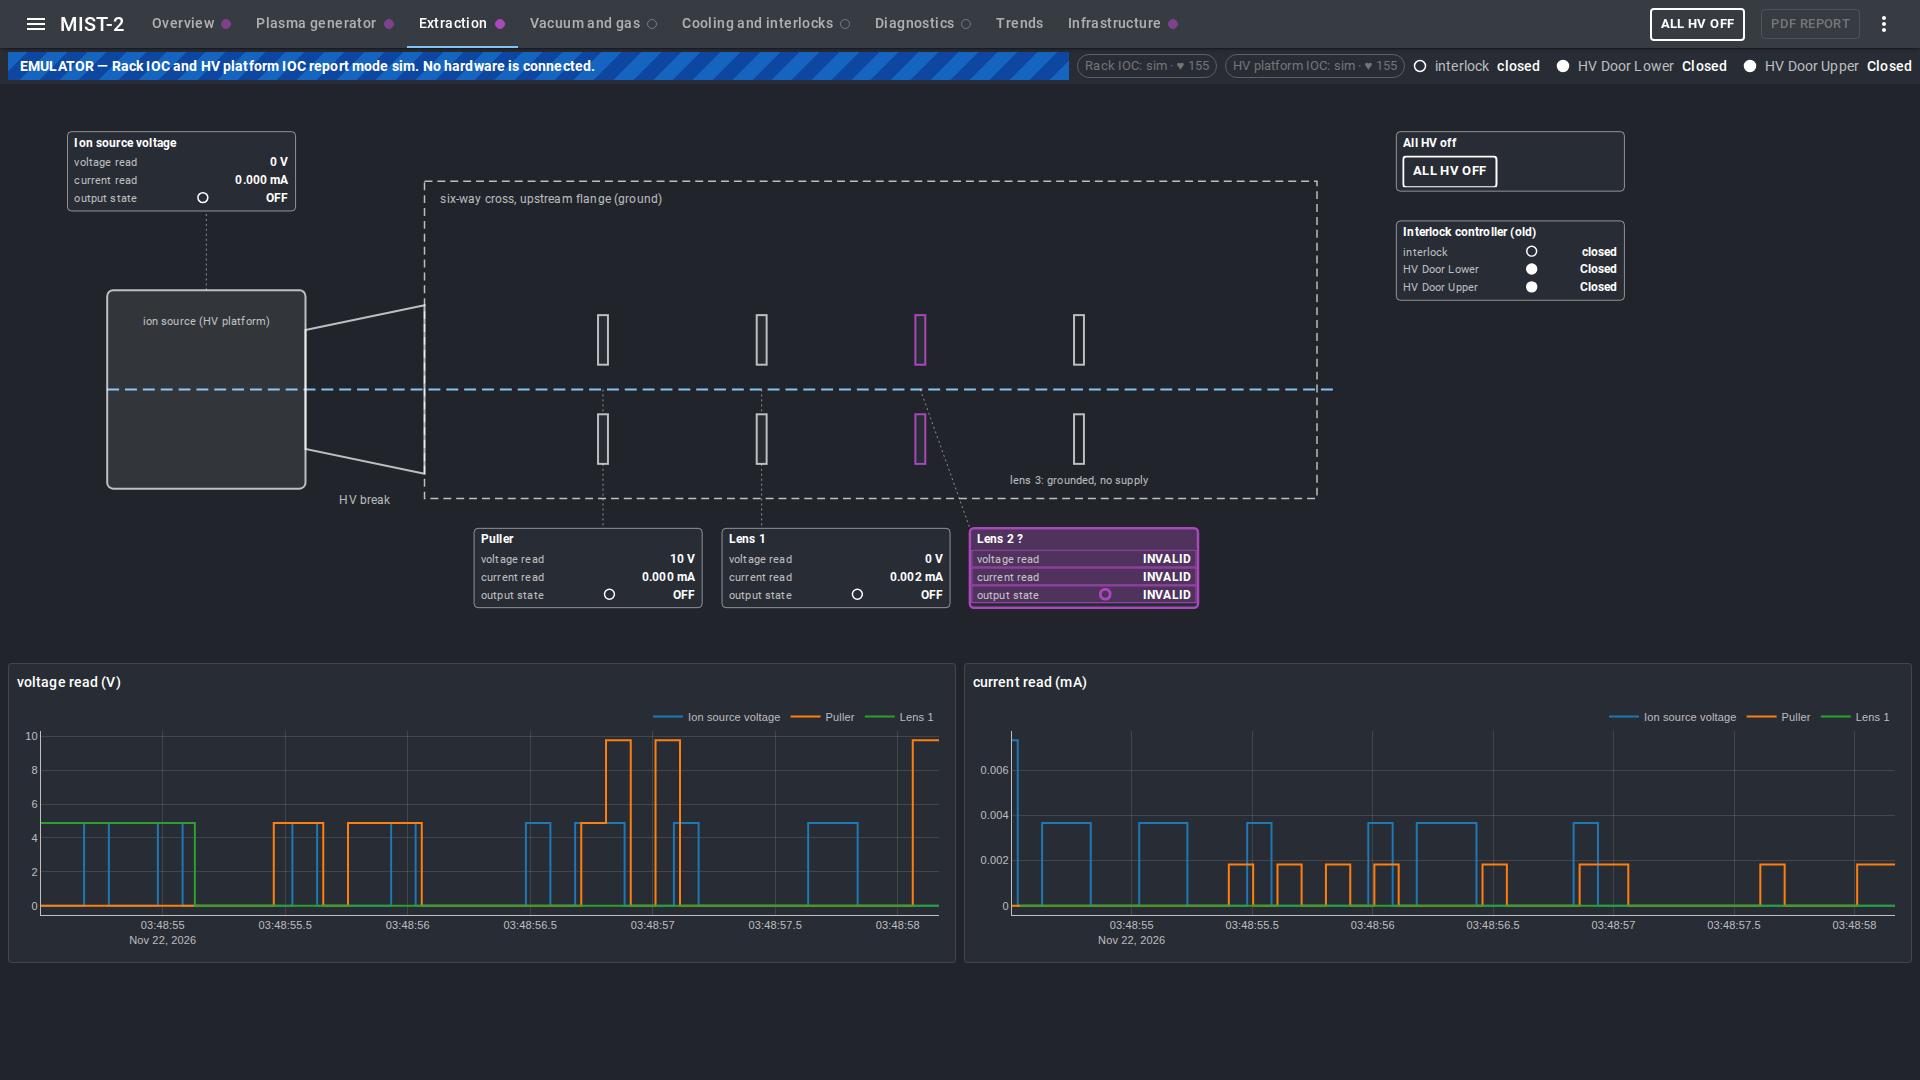 MIST-2
Overview
Plasma generator
Extraction
Vacuum and gas
Cooling and interlocks
Diagnostics
Trends
Infrastructure
ALL HV OFF
PDF REPORT
EMULATOR — Rack IOC and HV platform IOC report mode sim. No hardware is connected.
Rack IOC: sim · ♥ 155
HV platform IOC: sim · ♥ 155
interlock closed
HV Door Lower Closed
HV Door Upper Closed
Ion source voltage
voltage read 0 V
current read 0.000 mA
output state OFF
six-way cross, upstream flange (ground)
All HV off
ALL HV OFF
Interlock controller (old)
interlock closed
HV Door Lower Closed
HV Door Upper Closed
ion source (HV platform)
HV break
lens 3: grounded, no supply
Puller
voltage read 10 V
current read 0.000 mA
output state OFF
Lens 1
voltage read 0 V
current read 0.002 mA
output state OFF
Lens 2 ?
voltage read INVALID
current read INVALID
output state INVALID
voltage read (V)
Ion source voltage Puller Lens 1
10
8
6
4
2
0
03:48:55 03:48:55.5 03:48:56 03:48:56.5 03:48:57 03:48:57.5 03:48:58
Nov 22, 2026
current read (mA)
Ion source voltage Puller Lens 1
0.006
0.004
0.002
0
03:48:55 03:48:55.5 03:48:56 03:48:56.5 03:48:57 03:48:57.5 03:48:58
Nov 22, 2026